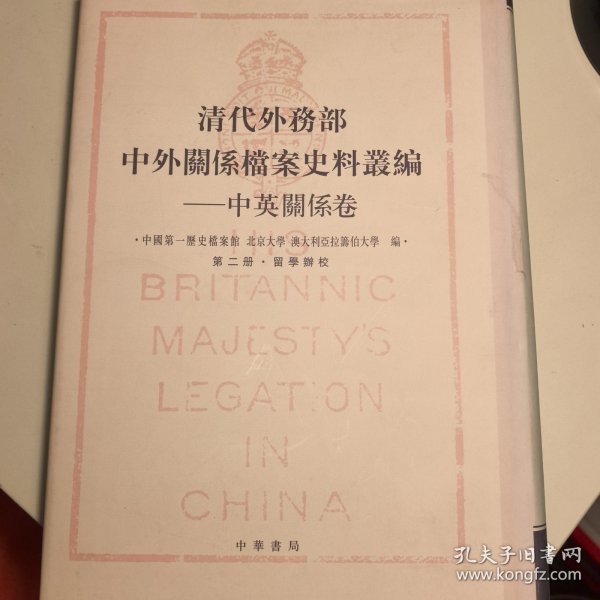 清代外務部
中外關係檔案史料叢編
——中英關係卷
·中國第一歷史檔案館 北京大學 澳大利亞拉籌伯大學 編·
第二册·留學辦校
HIS
BRITANNIC
MAJESTY'S
LEGATION
IN
CHINA
中華書局
孔夫子旧书网
www.kongfz.com